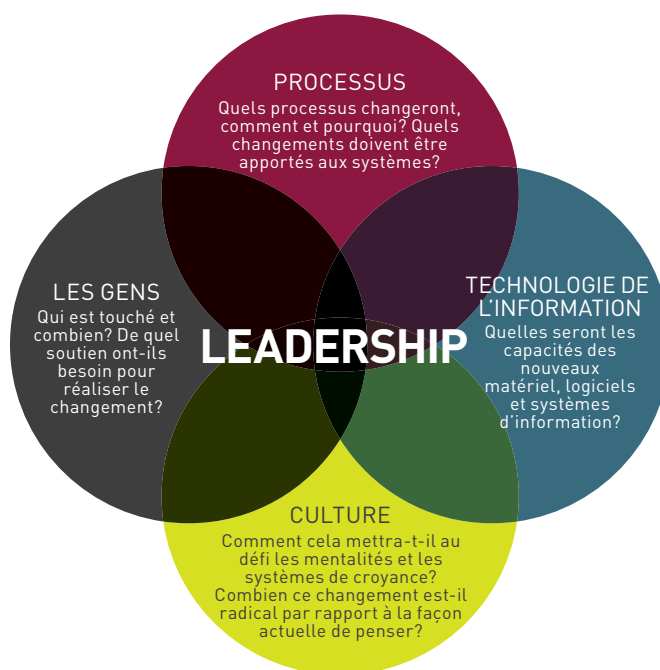 PROCESSUS
Quels processus changeront,
comment et pourquoi? Quels
changements doivent être
apportés aux systèmes?
LES GENS
Qui est touché et
combien? De quel
soutien ont-ils
besoin pour
réaliser le
changement?
LEADERSHIP
TECHNOLOGIE DE
L'INFORMATION
Quelles seront les
capacités des
nouveaux
matériel, logiciels
et systèmes
d'information?
CULTURE
Comment cela mettra-t-il au
défi les mentalités et les
systèmes de croyance?
Combien ce changement est-il
radical par rapport à la façon
actuelle de penser?